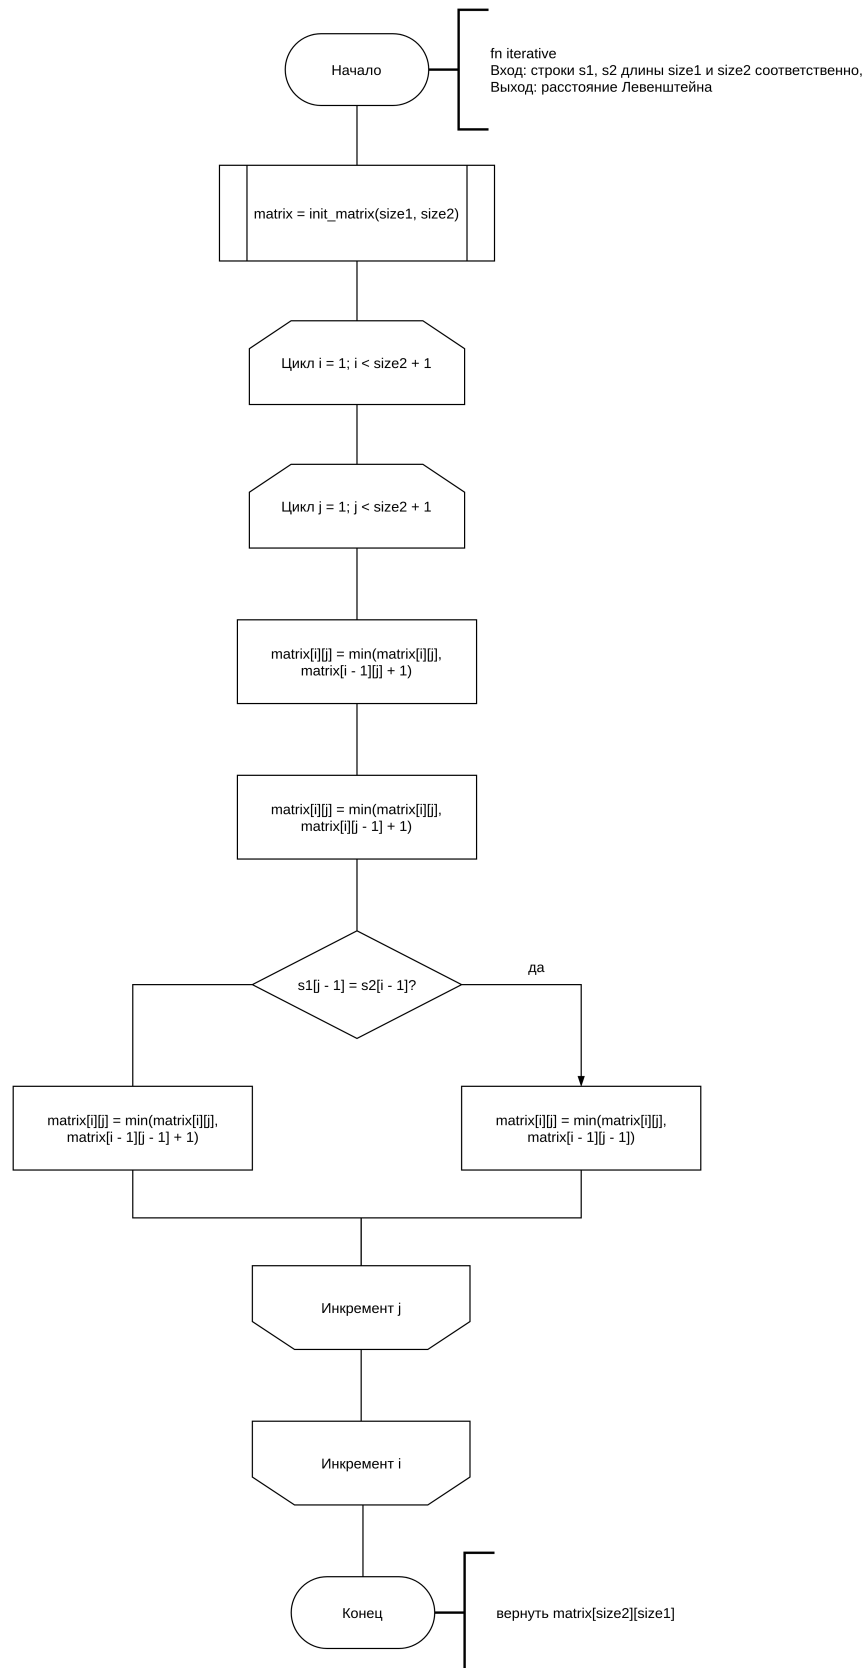 Начало
fn iterative
Вход: строки s1, s2 длины size1 и size2 соответственно,
Выход: расстояние Левенштейна
matrix = init_matrix(size1, size2)
Цикл i = 1; i < size2 + 1
Цикл j = 1; j < size2 + 1
matrix[i][j] = min(matrix[i][j],
matrix[i - 1][j] + 1)
matrix[i][j] = min(matrix[i][j],
matrix[i][j - 1] + 1)
s1[j - 1] = s2[i - 1]?
да
matrix[i][j] = min(matrix[i][j],
matrix[i - 1][j - 1] + 1)
matrix[i][j] = min(matrix[i][j],
matrix[i - 1][j - 1])
Инкремент j
Инкремент i
Конец
вернуть matrix[size2][size1]